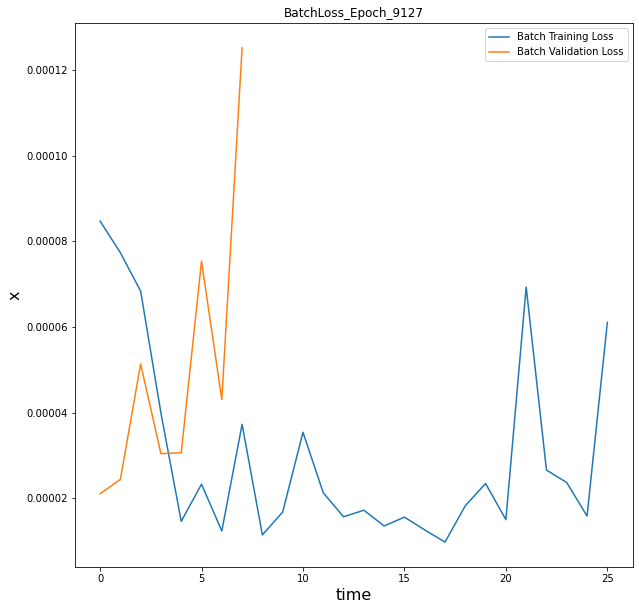 BatchLoss_Epoch_9127
Batch Training Loss
Batch Validation Loss
0.00012
0.00010
0.00008
0.00006
0.00004
0.00002
x
0 5 10 15 20 25
time